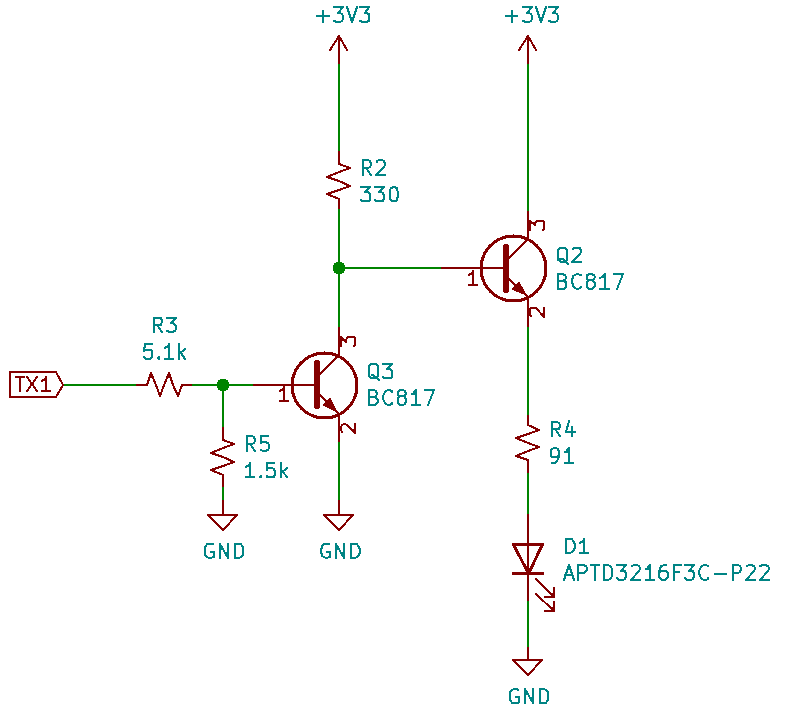 +3V3
+3V3
R2
330
3
Q2
BC817
1
2
R3
5.1k
3
Q3
BC817
TX1
1
2
R4
91
R5
1.5k
GND
GND
D1
APTD3216F3C-P22
GND